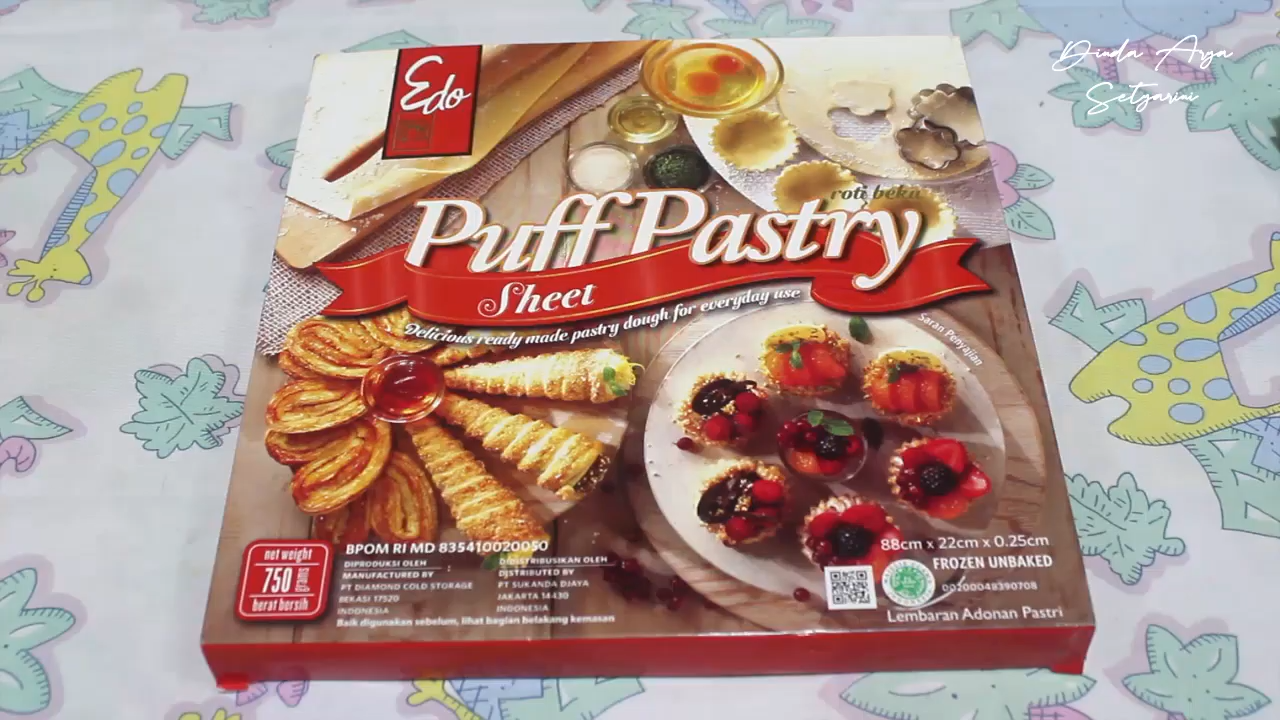 Dinda Arya
Setyarini
Edo
roti beku
Puff Pastry
Sheet
Delicious ready made pastry dough for everyday use
Saran Penyajian
net weight
750
grams
berat bersih
BPOM RI MD 835410020050
DIPRODUKSI OLEH
MANUFACTURED BY
PT DIAMOND COLD STORAGE
BEKASI 17520
INDONESIA
DIDISTRIBUSIKAN OLEH
DISTRIBUTED BY
PT SUKANDA DJAYA
JAKARTA 14430
INDONESIA
Baik digunakan sebelum, lihat bagian belakang kemasan
88cm x 22cm x 0.25cm
FROZEN UNBAKED
00200048390708
Lembaran Adonan Pastri